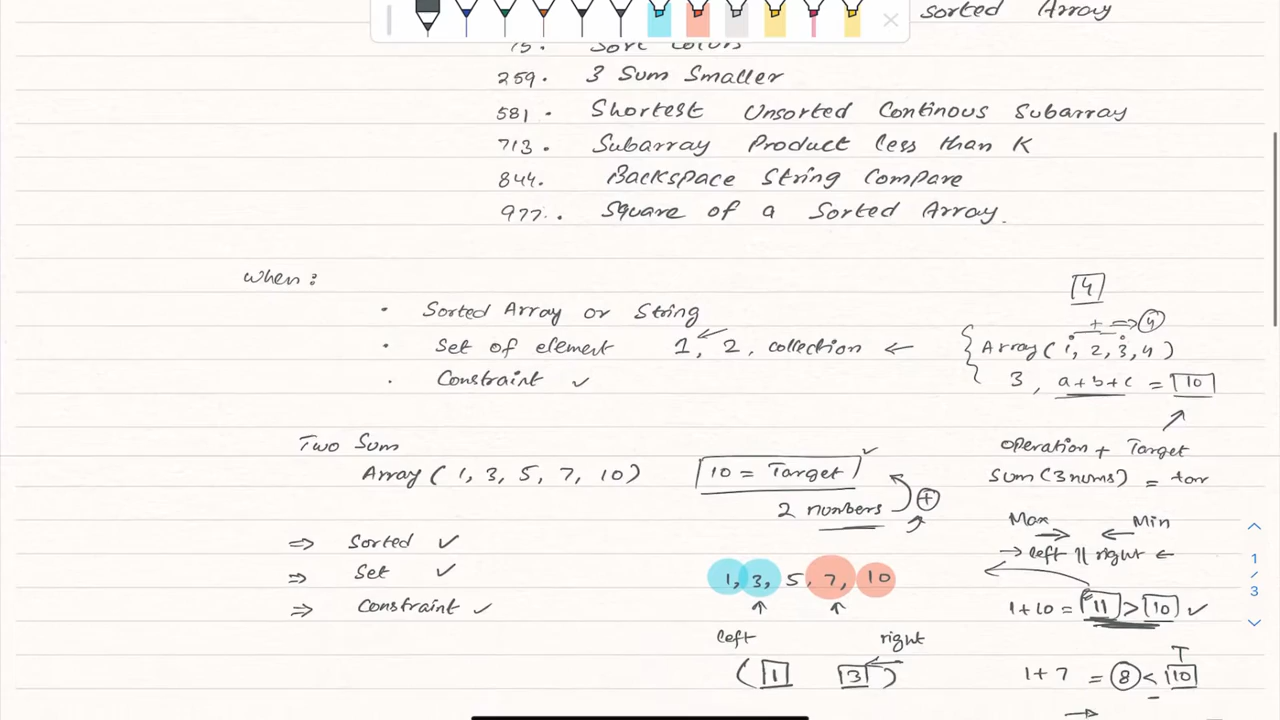 sorted Array
75. Sort Colors
259. 3 Sum Smaller
581. Shortest Unsorted Continous Subarray
713. Subarray Product less than K
844. Backspace String Compare
977. Square of a Sorted Array.
When:
4
• Sorted Array or String
+ ⇒ 4
• Set of element 1, 2, collection ←
{ Array (1, 2, 3, 4)
• Constraint ✓
3, a+b+c = 10
Two Sum
Operation + Target
Array ( 1, 3, 5, 7, 10)
10 = Target ✓
Sum(3nums) = tar
2 numbers +
Max Min
⇒ Sorted ✓
→ left || right ←
⇒ Set ✓
1, 3, 5, 7, 10
1+10 = 11 > 10 ✓
⇒ Constraint ✓
left right
T
( 1 3 )
1+7 = 8 < 10
1
/
3